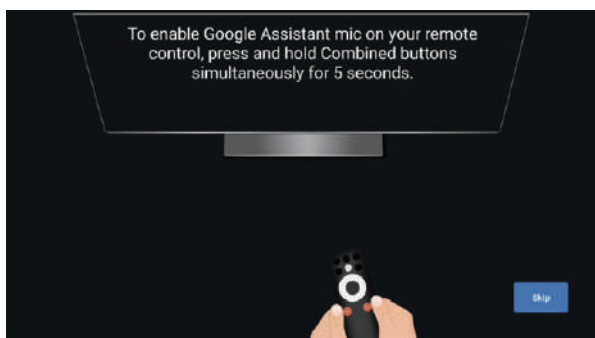 To enable Google Assistant mic on your remote
control, press and hold Combined buttons
simultaneously for 5 seconds.
Skip